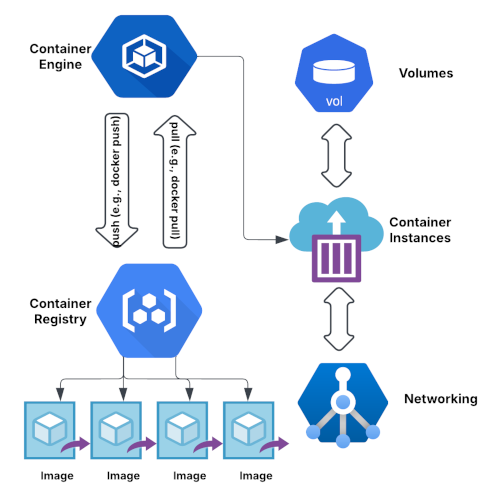 Container
Engine
Volumes
vol
push (e.g., docker push)
pull (e.g., docker pull)
Container
Instances
Container
Registry
Networking
Image
Image
Image
Image